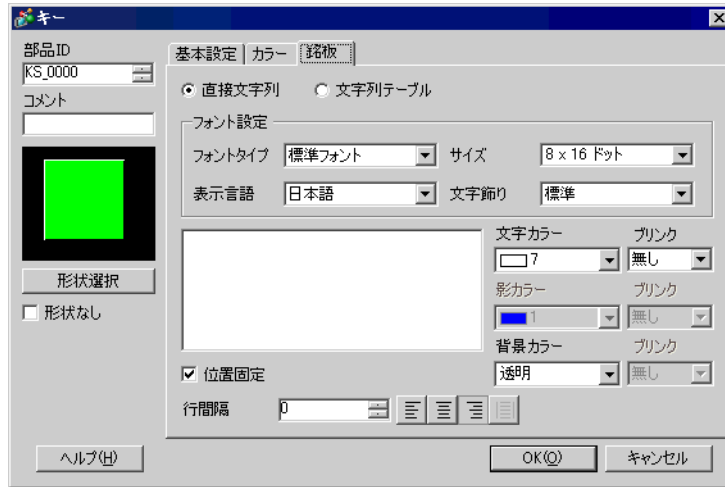 キー
部品ID
KS_0000
コメント
形状選択
形状なし
基本設定 カラー 銘板
直接文字列 文字列テーブル
フォント設定
フォントタイプ 標準フォント サイズ 8 x 16 ドット
表示言語 日本語 文字飾り 標準
文字カラー ブリンク
7 無し
影カラー ブリンク
1 無し
背景カラー ブリンク
透明 無し
位置固定
行間隔 0
ヘルプ(H) OK(O) キャンセル